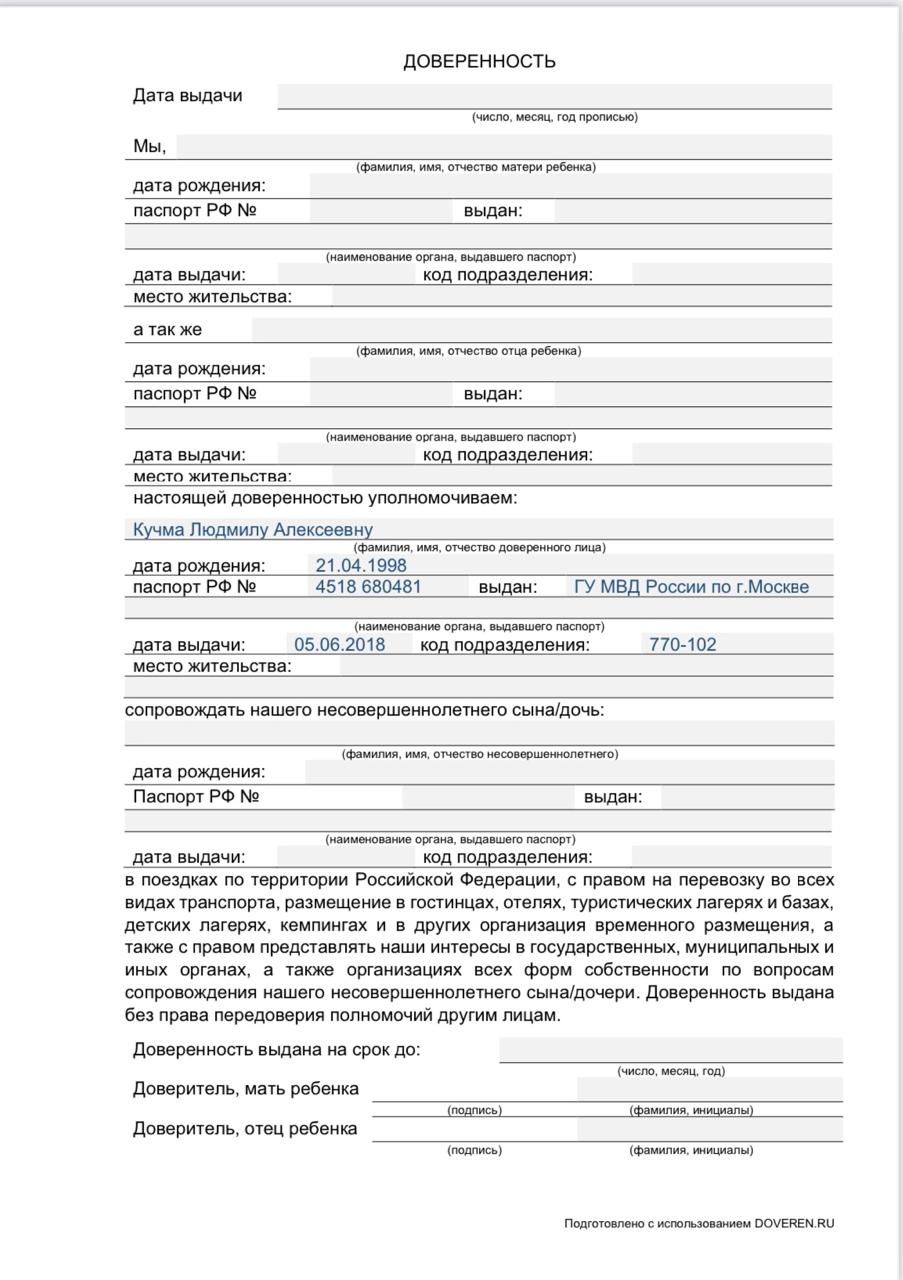 ДОВЕРЕННОСТЬ
Дата выдачи
(число, месяц, год прописью)
Мы,
(фамилия, имя, отчество матери ребенка)
дата рождения:
паспорт РФ № выдан:
(наименование органа, выдавшего паспорт)
дата выдачи: код подразделения:
место жительства:
а так же
(фамилия, имя, отчество отца ребенка)
дата рождения:
паспорт РФ № выдан:
(наименование органа, выдавшего паспорт)
дата выдачи: код подразделения:
место жительства:
настоящей доверенностью уполномочиваем:
Кучма Людмилу Алексеевну
(фамилия, имя, отчество доверенного лица)
дата рождения: 21.04.1998
паспорт РФ № 4518 680481 выдан: ГУ МВД России по г.Москве
(наименование органа, выдавшего паспорт)
дата выдачи: 05.06.2018 код подразделения: 770-102
место жительства:
сопровождать нашего несовершеннолетнего сына/дочь:
(фамилия, имя, отчество несовершеннолетнего)
дата рождения:
Паспорт РФ № выдан:
(наименование органа, выдавшего паспорт)
дата выдачи: код подразделения:
в поездках по территории Российской Федерации, с правом на перевозку во всех
видах транспорта, размещение в гостинцах, отелях, туристических лагерях и базах,
детских лагерях, кемпингах и в других организация временного размещения, а
также с правом представлять наши интересы в государственных, муниципальных и
иных органах, а также организациях всех форм собственности по вопросам
сопровождения нашего несовершеннолетнего сына/дочери. Доверенность выдана
без права передоверия полномочий другим лицам.
Доверенность выдана на срок до:
(число, месяц, год)
Доверитель, мать ребенка
(подпись) (фамилия, инициалы)
Доверитель, отец ребенка
(подпись) (фамилия, инициалы)
Подготовлено с использованием DOVEREN.RU